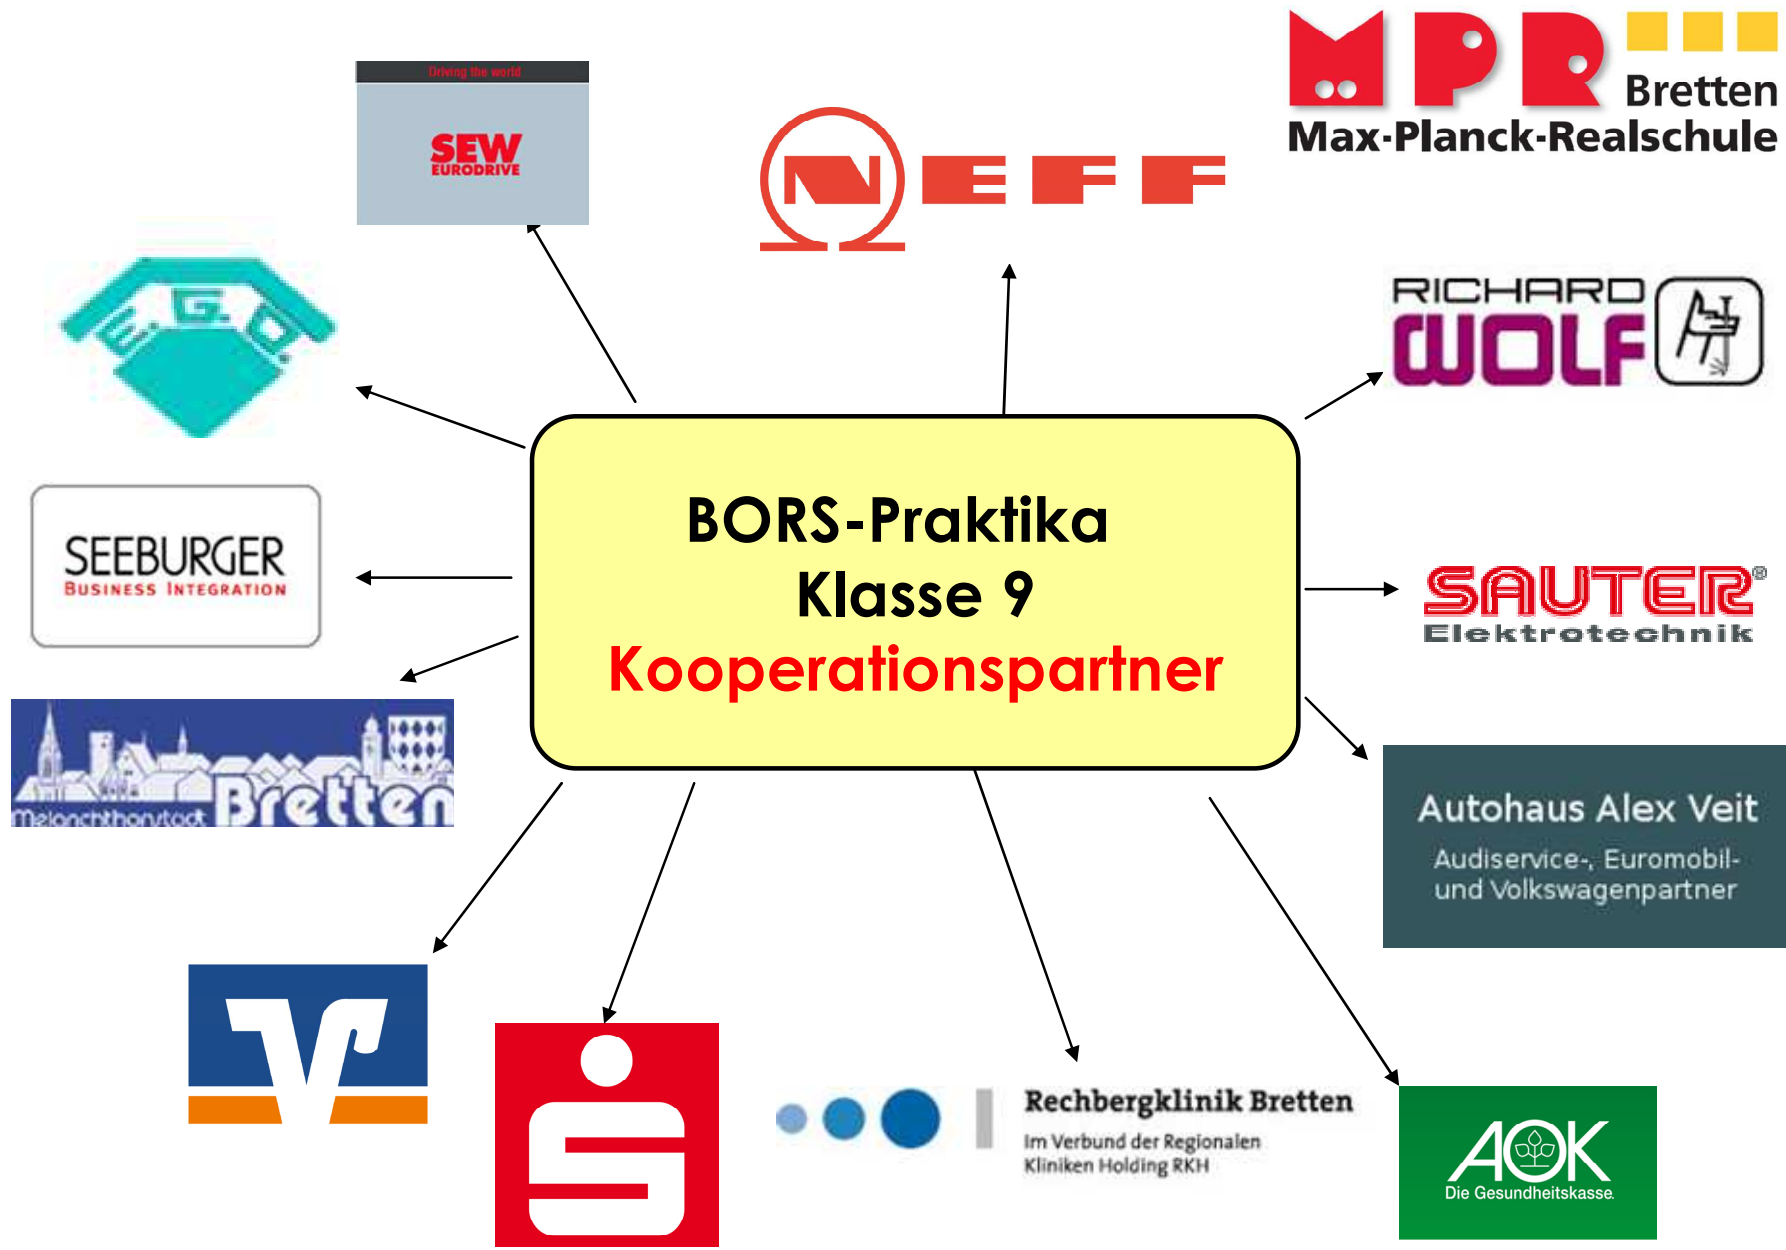 MPR
Bretten
Max-Planck-Realschule
Driving the world
SEW
EURODRIVE
NEFF
E.G.O.
RICHARD
WOLF
BORS-Praktika
Klasse 9
Kooperationspartner
SEEBURGER
BUSINESS INTEGRATION
SAUTER®
Elektrotechnik
Bretten
Melanchthonstadt
Autohaus Alex Veit
Audiservice-, Euromobil-
und Volkswagenpartner
Rechbergklinik Bretten
Im Verbund der Regionalen
Kliniken Holding RKH
AOK
Die Gesundheitskasse.